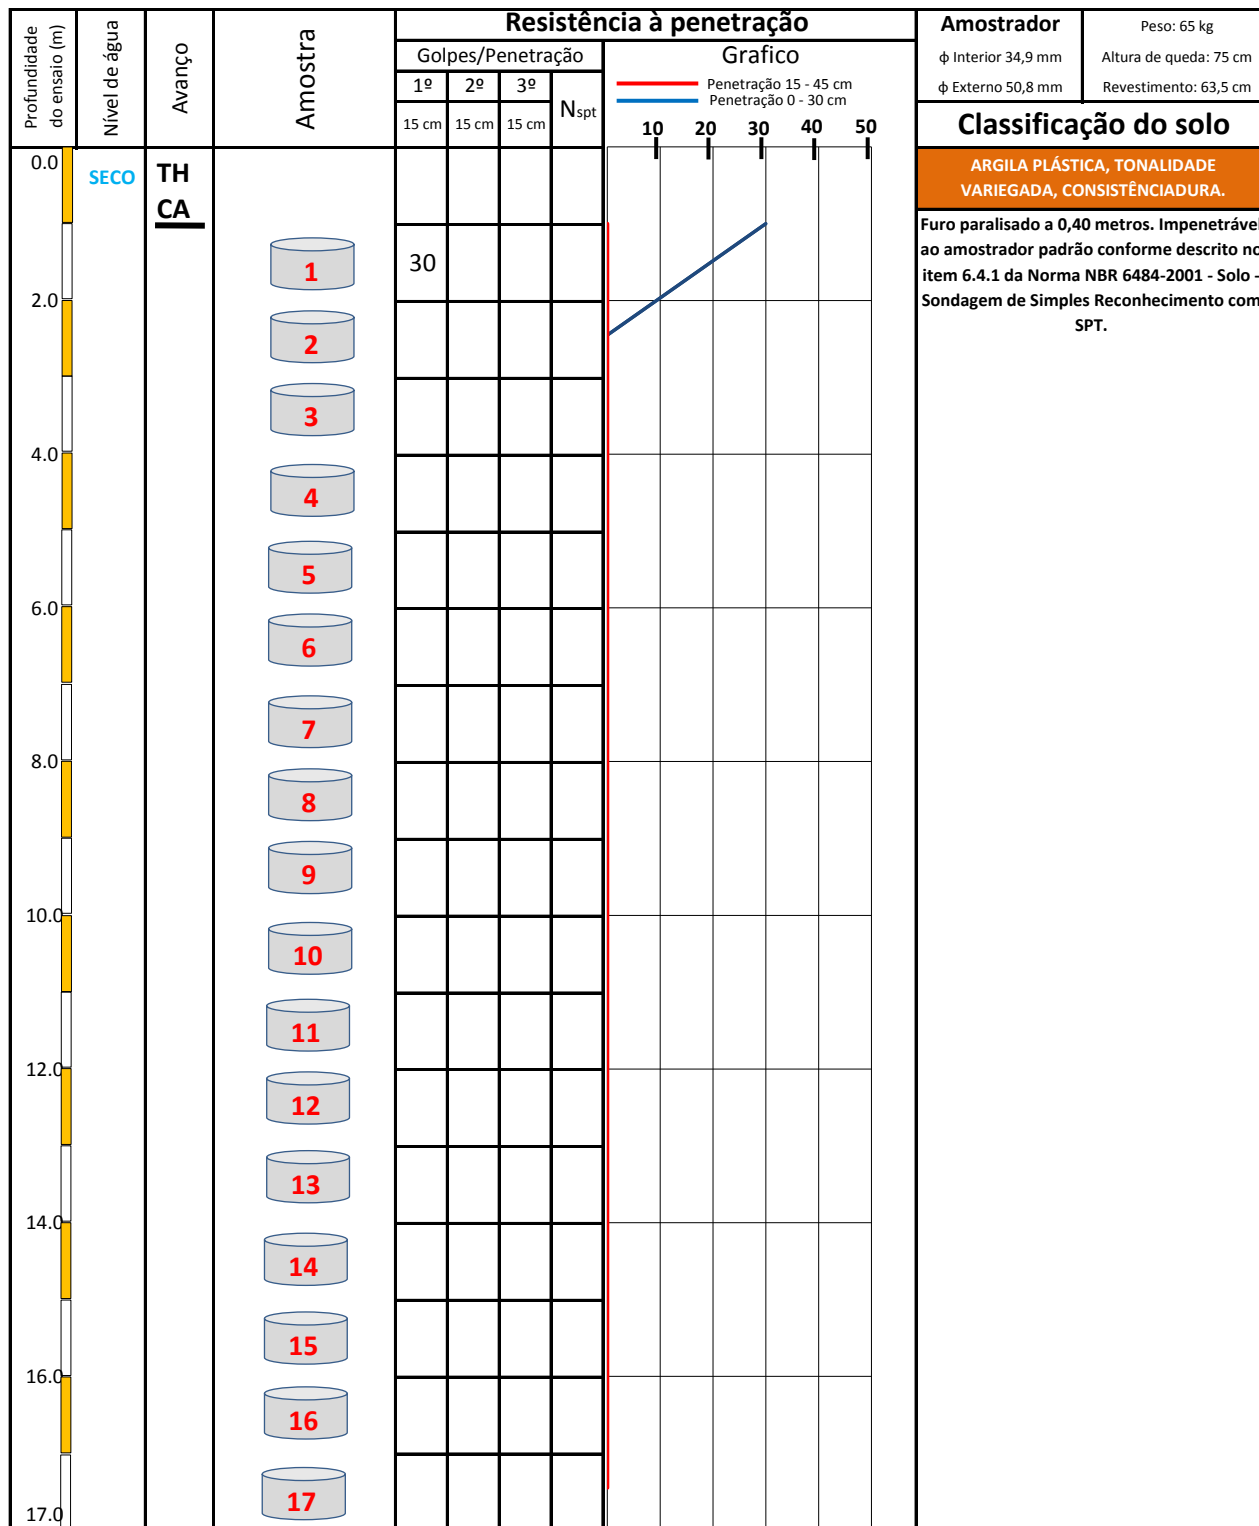 Profundidade
do ensaio (m)
Nível de água
Avanço
Amostra
Resistência à penetração
Golpes/Penetração
1º
2º
3º
15 cm
15 cm
15 cm
Nspt
Grafico
Penetração 15 - 45 cm
Penetração 0 - 30 cm
10
20
30
40
50
Amostrador
ϕ Interior 34,9 mm
ϕ Externo 50,8 mm
Peso: 65 kg
Altura de queda: 75 cm
Revestimento: 63,5 cm
Classificação do solo
0.0
SECO
TH
CA
ARGILA PLÁSTICA, TONALIDADE
VARIEGADA, CONSISTÊNCIADURA.
Furo paralisado a 0,40 metros. Impenetrável
ao amostrador padrão conforme descrito no
item 6.4.1 da Norma NBR 6484-2001 - Solo -
Sondagem de Simples Reconhecimento com
SPT.
1
30
2.0
2
3
4.0
4
5
6.0
6
7
8.0
8
9
10.0
10
11
12.0
12
13
14.0
14
15
16.0
16
17
17.0